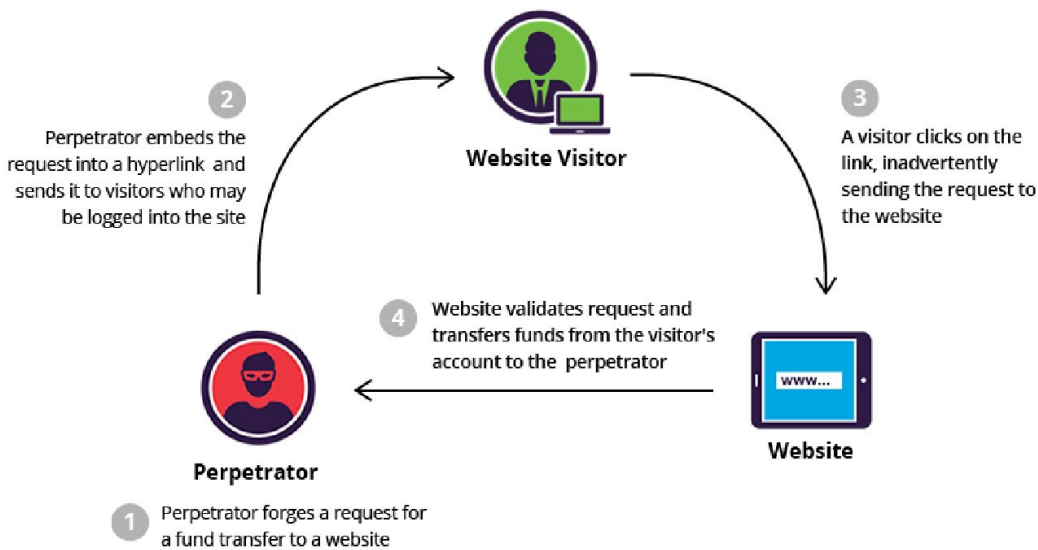 Website Visitor
2
Perpetrator embeds the
request into a hyperlink and
sends it to visitors who may
be logged into the site
3
A visitor clicks on the
link, inadvertently
sending the request to
the website
4
Website validates request and
transfers funds from the visitor's
account to the perpetrator
www...
Website
Perpetrator
1
Perpetrator forges a request for
a fund transfer to a website